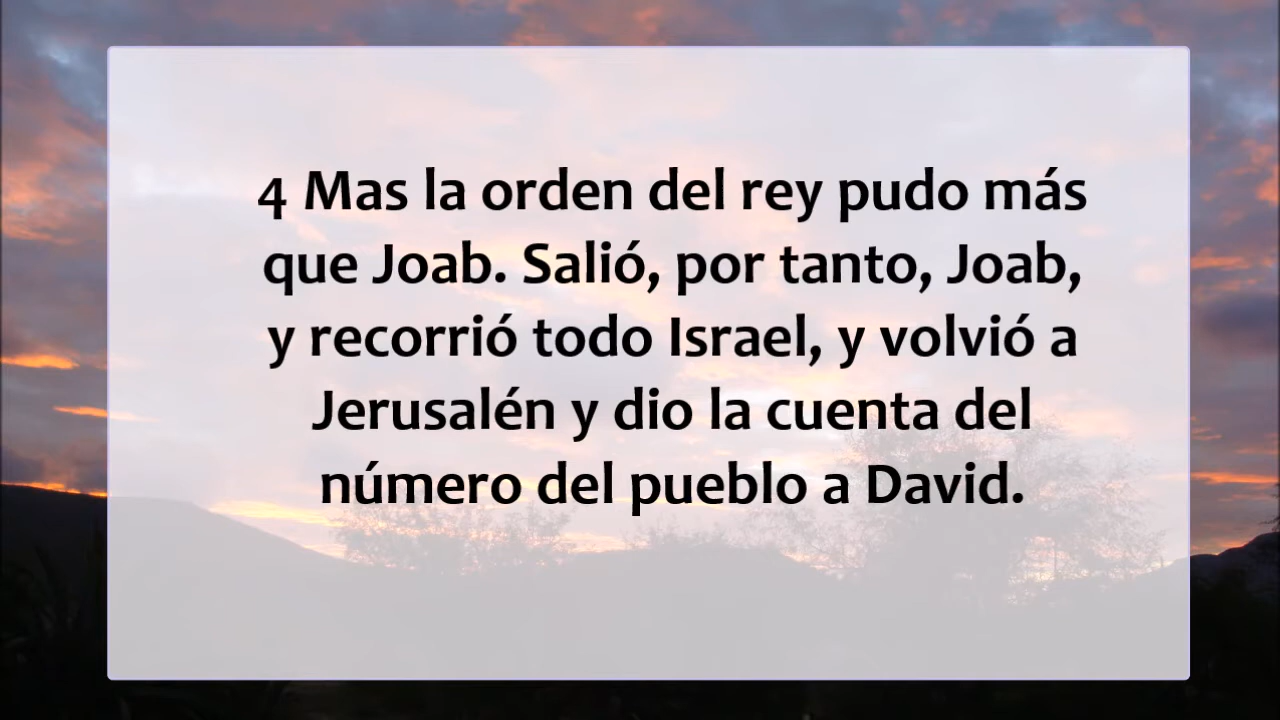 4 Mas la orden del rey pudo más
que Joab. Salió, por tanto, Joab,
y recorrió todo Israel, y volvió a
Jerusalén y dio la cuenta del
número del pueblo a David.